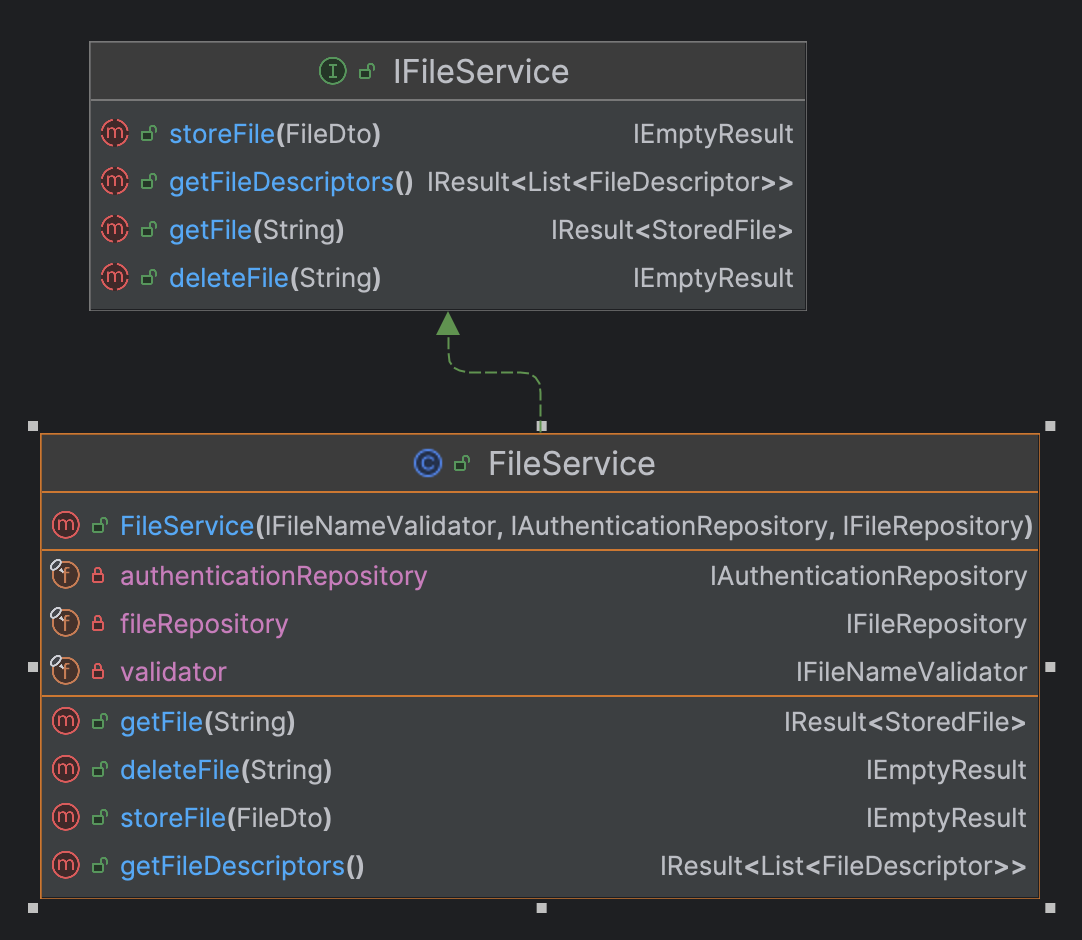 IFileService
storeFile(FileDto) IEmptyResult
getFileDescriptors() IResult<List<FileDescriptor>>
getFile(String) IResult<StoredFile>
deleteFile(String) IEmptyResult
FileService
FileService(IFileNameValidator, IAuthenticationRepository, IFileRepository)
authenticationRepository IAuthenticationRepository
fileRepository IFileRepository
validator IFileNameValidator
getFile(String) IResult<StoredFile>
deleteFile(String) IEmptyResult
storeFile(FileDto) IEmptyResult
getFileDescriptors() IResult<List<FileDescriptor>>